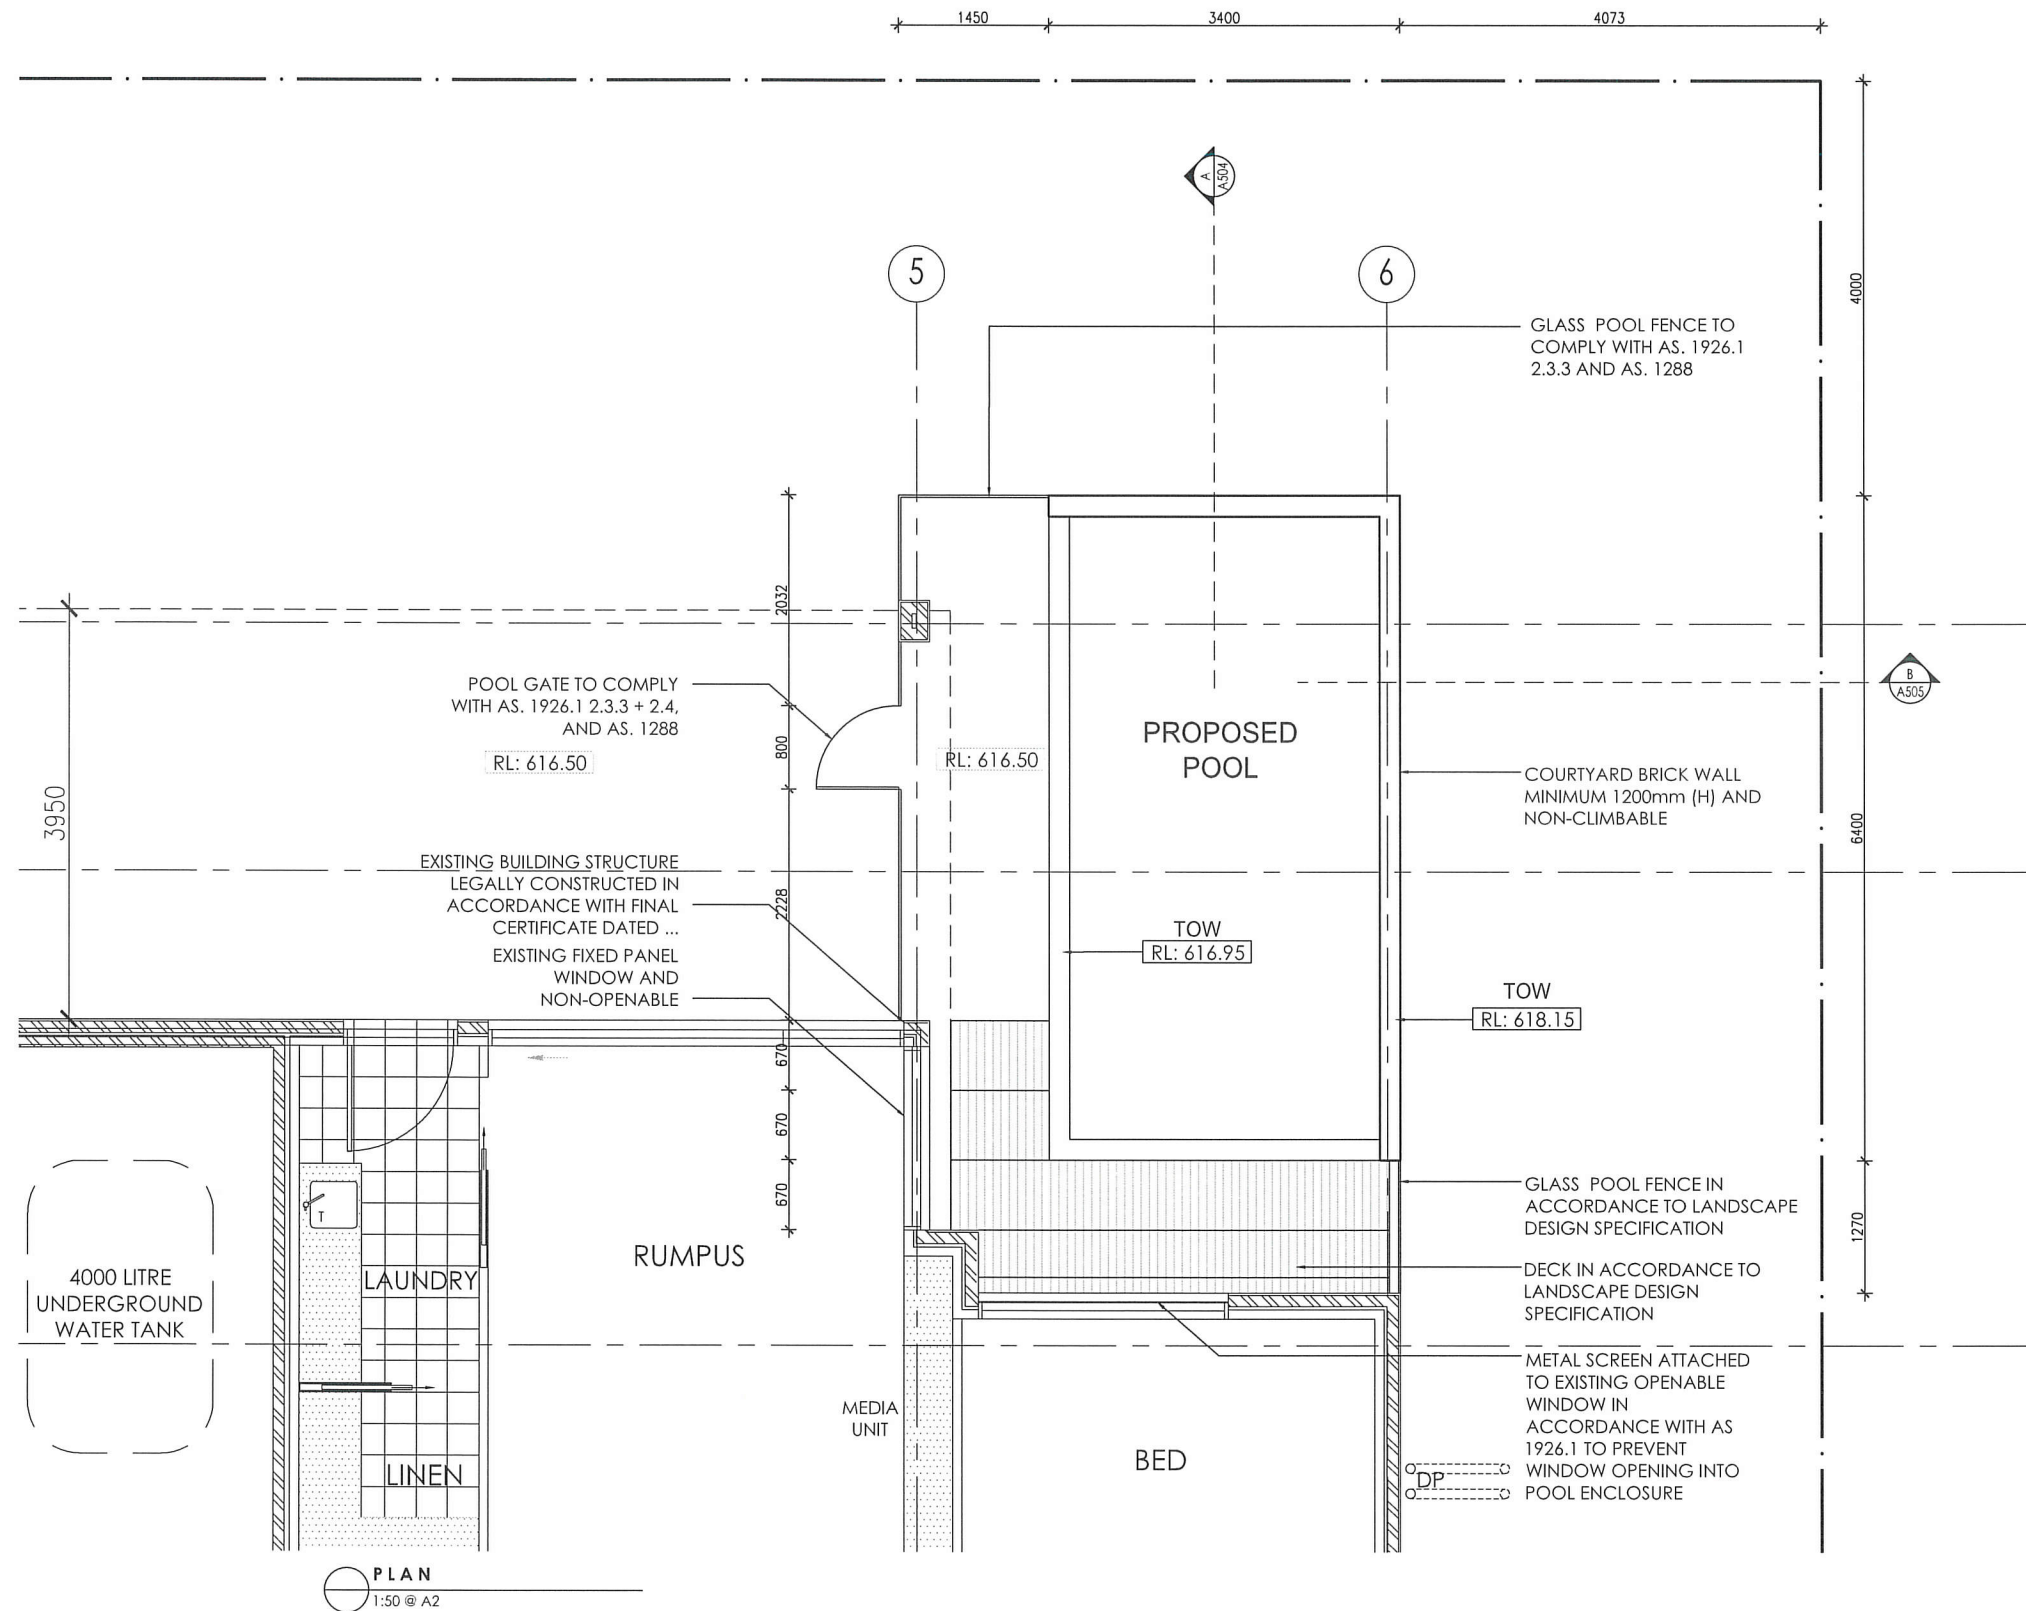 1450
3400
4073
A
A504
5
6
4000
GLASS POOL FENCE TO
COMPLY WITH AS. 1926.1
2.3.3 AND AS. 1288
2032
POOL GATE TO COMPLY
WITH AS. 1926.1 2.3.3 + 2.4,
AND AS. 1288
RL: 616.50
800
RL: 616.50
PROPOSED
POOL
B
A505
COURTYARD BRICK WALL
MINIMUM 1200mm (H) AND
NON-CLIMBABLE
3950
6400
EXISTING BUILDING STRUCTURE
LEGALLY CONSTRUCTED IN
ACCORDANCE WITH FINAL
CERTIFICATE DATED ...
2228
EXISTING FIXED PANEL
WINDOW AND
NON-OPENABLE
TOW
RL: 616.95
TOW
RL: 618.15
670
670
670
GLASS POOL FENCE IN
ACCORDANCE TO LANDSCAPE
DESIGN SPECIFICATION
1270
T
RUMPUS
LAUNDRY
4000 LITRE
UNDERGROUND
WATER TANK
DECK IN ACCORDANCE TO
LANDSCAPE DESIGN
SPECIFICATION
METAL SCREEN ATTACHED
TO EXISTING OPENABLE
WINDOW IN
ACCORDANCE WITH AS
1926.1 TO PREVENT
WINDOW OPENING INTO
POOL ENCLOSURE
MEDIA
UNIT
BED
LINEN
DP
PLAN
1:50 @ A2